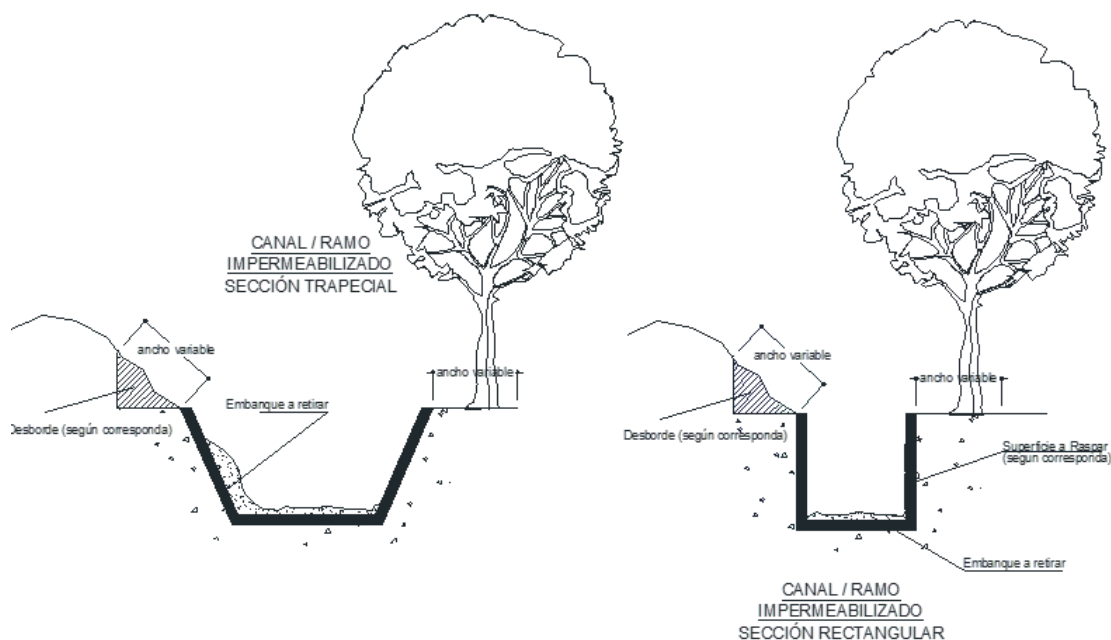 CANAL / RAMO
IMPERMEABILIZADO
SECCIÓN TRAPECIAL
ancho variable
ancho variable
Embanque a retirar
Desborde (según corresponda)
ancho variable
ancho variable
Desborde (según corresponda)
Superficie a Raspar
(según corresponda)
Embanque a retirar
CANAL / RAMO
IMPERMEABILIZADO
SECCIÓN RECTANGULAR